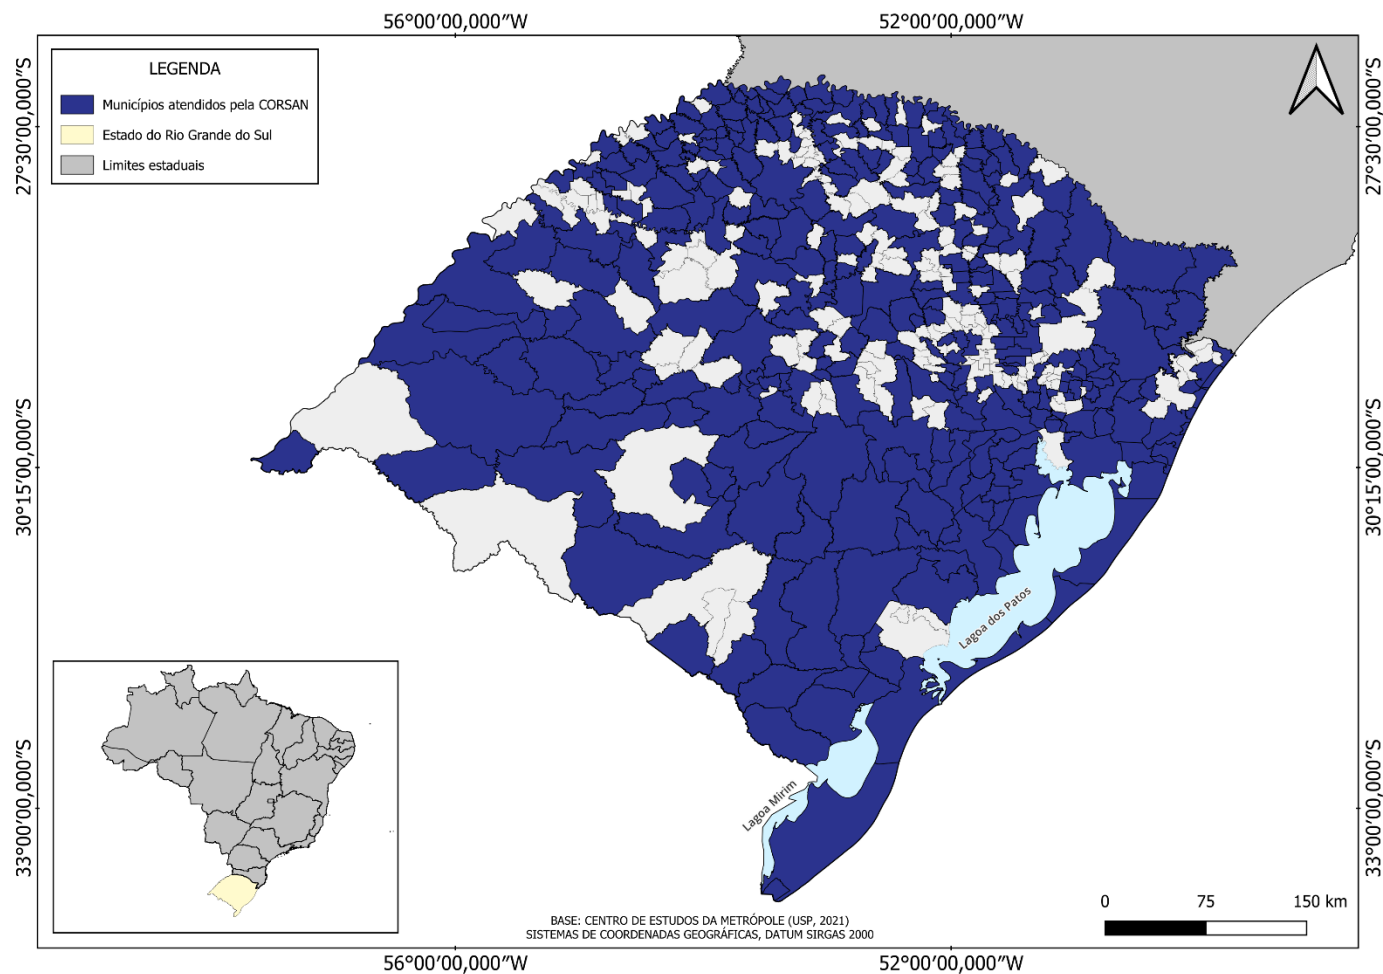 56°00′00,000″W
52°00′00,000″W
27°30′00,000″S
27°30′00,000″S
LEGENDA
Municípios atendidos pela CORSAN
Estado do Rio Grande do Sul
Limites estaduais
30°15′00,000″S
30°15′00,000″S
Lagoa dos Patos
Lagoa Mirim
33°00′00,000″S
33°00′00,000″S
0 75 150 km
BASE: CENTRO DE ESTUDOS DA METRÓPOLE (USP, 2021)
SISTEMAS DE COORDENADAS GEOGRÁFICAS, DATUM SIRGAS 2000
56°00′00,000″W
52°00′00,000″W